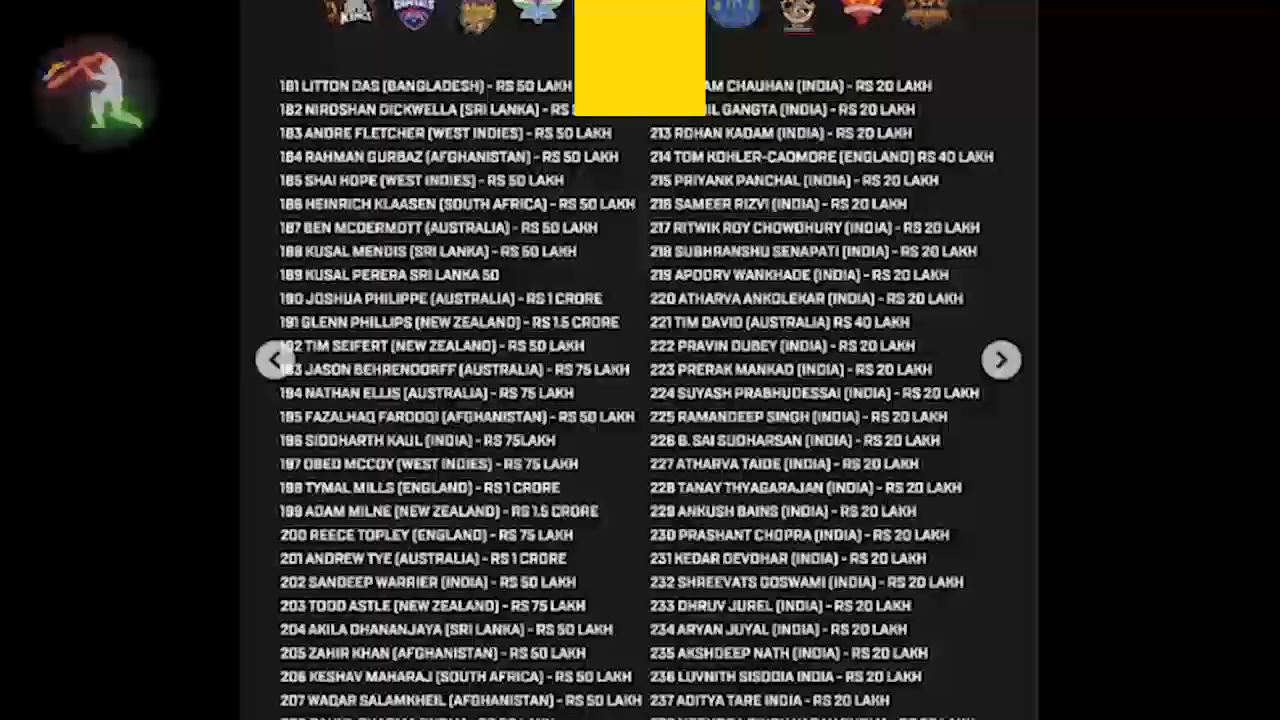 181 LITTON DAS (BANGLADESH) - RS 50 LAKH
182 NIROSHAN DICKWELLA (SRI LANKA) - RS
183 ANDRE FLETCHER (WEST INDIES) - RS 50 LAKH
184 RAHMAN GURBAZ (AFGHANISTAN) - RS 50 LAKH
185 SHAI HOPE (WEST INDIES) - RS 50 LAKH
186 HEINRICH KLAASEN (SOUTH AFRICA) - RS 50 LAKH
187 BEN MCDERMOTT (AUSTRALIA) - RS 50 LAKH
188 KUSAL MENDIS (SRI LANKA) - RS 50 LAKH
189 KUSAL PERERA SRI LANKA 50
190 JOSHUA PHILIPPE (AUSTRALIA) - RS 1 CRORE
191 GLENN PHILLIPS (NEW ZEALAND) - RS 1.5 CRORE
192 TIM SEIFERT (NEW ZEALAND) - RS 50 LAKH
193 JASON BEHRENDORFF (AUSTRALIA) - RS 75 LAKH
194 NATHAN ELLIS (AUSTRALIA) - RS 75 LAKH
195 FAZALHAQ FAROOQI (AFGHANISTAN) - RS 50 LAKH
196 SIDDHARTH KAUL (INDIA) - RS 75LAKH
197 OBED MCCOY (WEST INDIES) - RS 75 LAKH
198 TYMAL MILLS (ENGLAND) - RS 1 CRORE
199 ADAM MILNE (NEW ZEALAND) - RS 1.5 CRORE
200 REECE TOPLEY (ENGLAND) - RS 75 LAKH
201 ANDREW TYE (AUSTRALIA) - RS 1 CRORE
202 SANDEEP WARRIER (INDIA) - RS 50 LAKH
203 TODD ASTLE (NEW ZEALAND) - RS 75 LAKH
204 AKILA DHANANJAYA (SRI LANKA) - RS 50 LAKH
205 ZAHIR KHAN (AFGHANISTAN) - RS 50 LAKH
206 KESHAV MAHARAJ (SOUTH AFRICA) - RS 50 LAKH
207 WAQAR SALAMKHEIL (AFGHANISTAN) - RS 50 LAKH
CHAUHAN (INDIA) - RS 20 LAKH
GANGTA (INDIA) - RS 20 LAKH
213 ROHAN KADAM (INDIA) - RS 20 LAKH
214 TOM KOHLER-CADMORE (ENGLAND) RS 40 LAKH
215 PRIYANK PANCHAL (INDIA) - RS 20 LAKH
216 SAMEER RIZVI (INDIA) - RS 20 LAKH
217 RITWIK ROY CHOWDHURY (INDIA) - RS 20 LAKH
218 SUBHRANSHU SENAPATI (INDIA) - RS 20 LAKH
219 APOORV WANKHADE (INDIA) - RS 20 LAKH
220 ATHARVA ANKOLEKAR (INDIA) - RS 20 LAKH
221 TIM DAVID (AUSTRALIA) RS 40 LAKH
222 PRAVIN DUBEY (INDIA) - RS 20 LAKH
223 PRERAK MANKAD (INDIA) - RS 20 LAKH
224 SUYASH PRABHUDESSAI (INDIA) - RS 20 LAKH
225 RAMANDEEP SINGH (INDIA) - RS 20 LAKH
226 B. SAI SUDHARSAN (INDIA) - RS 20 LAKH
227 ATHARVA TAIDE (INDIA) - RS 20 LAKH
228 TANAY THYAGARAJAN (INDIA) - RS 20 LAKH
229 ANKUSH BAINS (INDIA) - RS 20 LAKH
230 PRASHANT CHOPRA (INDIA) - RS 20 LAKH
231 KEDAR DEVDHAR (INDIA) - RS 20 LAKH
232 SHREEVATS GOSWAMI (INDIA) - RS 20 LAKH
233 DHRUV JUREL (INDIA) - RS 20 LAKH
234 ARYAN JUYAL (INDIA) - RS 20 LAKH
235 AKSHDEEP NATH (INDIA) - RS 20 LAKH
236 LUVNITH SISODIA INDIA - RS 20 LAKH
237 ADITYA TARE INDIA - RS 20 LAKH